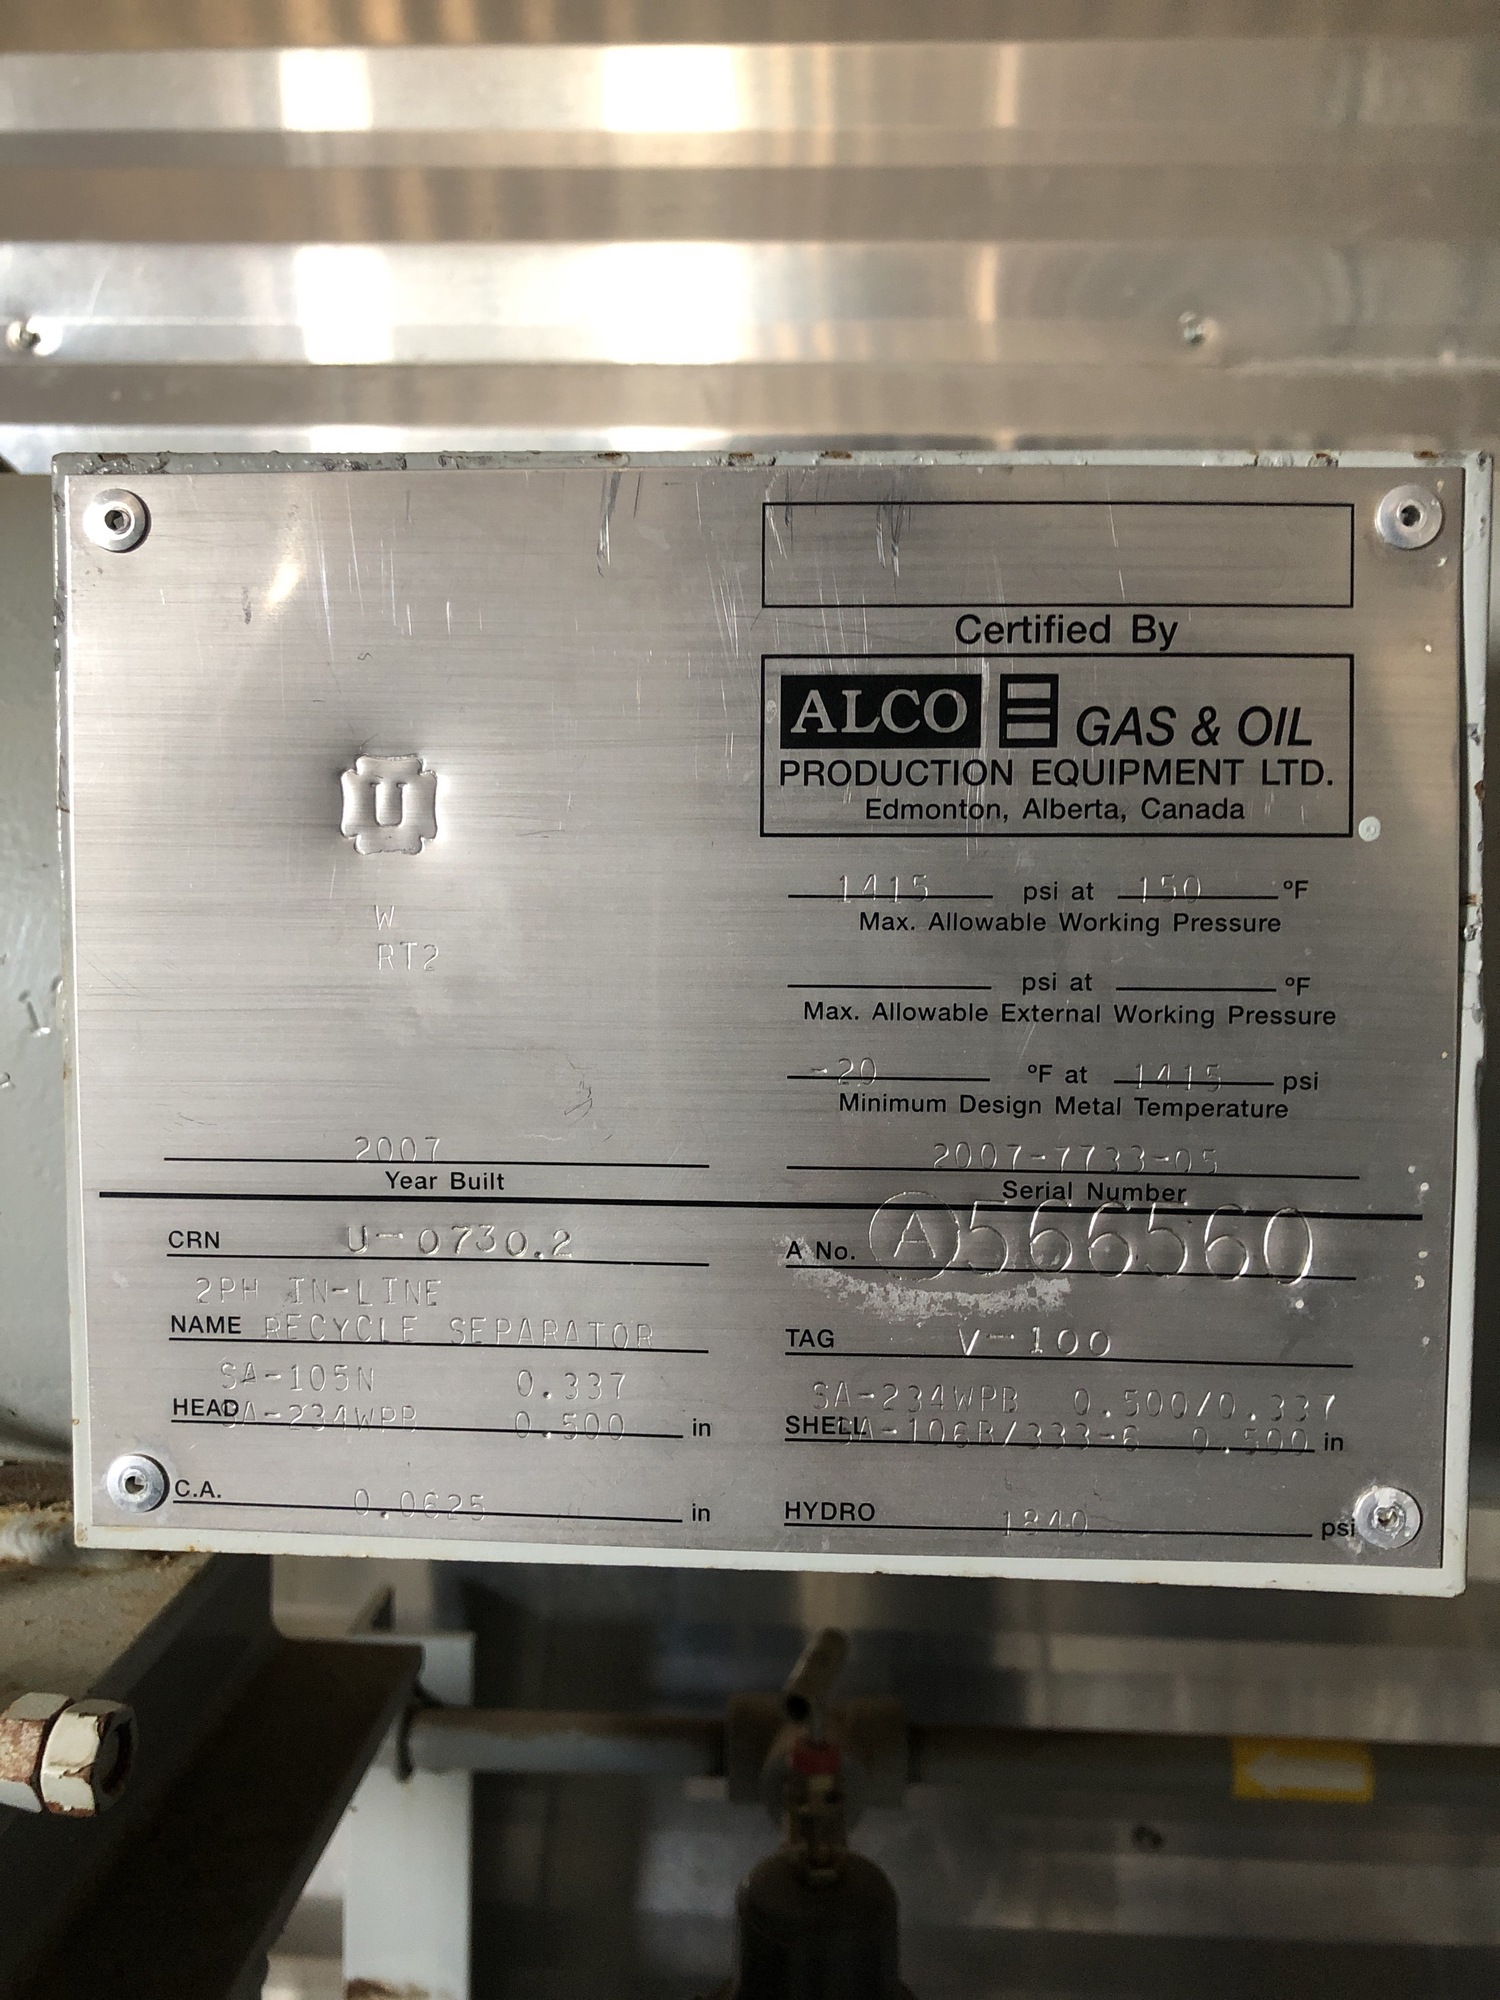 Certified By
ALCO GAS & OIL
PRODUCTION EQUIPMENT LTD.
Edmonton, Alberta, Canada
U
W
RT2
1415 psi at 150 °F
Max. Allowable Working Pressure
psi at °F
Max. Allowable External Working Pressure
-20 °F at 1415 psi
Minimum Design Metal Temperature
2007
Year Built
2007-7733-05
Serial Number
CRN U-0730.2
A No. A566560
2PH IN-LINE
NAME RECYCLE SEPARATOR
TAG V-100
SA-105N 0.337
HEAD SA-234WPB 0.500 in
SA-234WPB 0.500/0.337
SHELL SA-106B/333-6 0.500 in
C.A. 0.0625 in
HYDRO 1840 psi